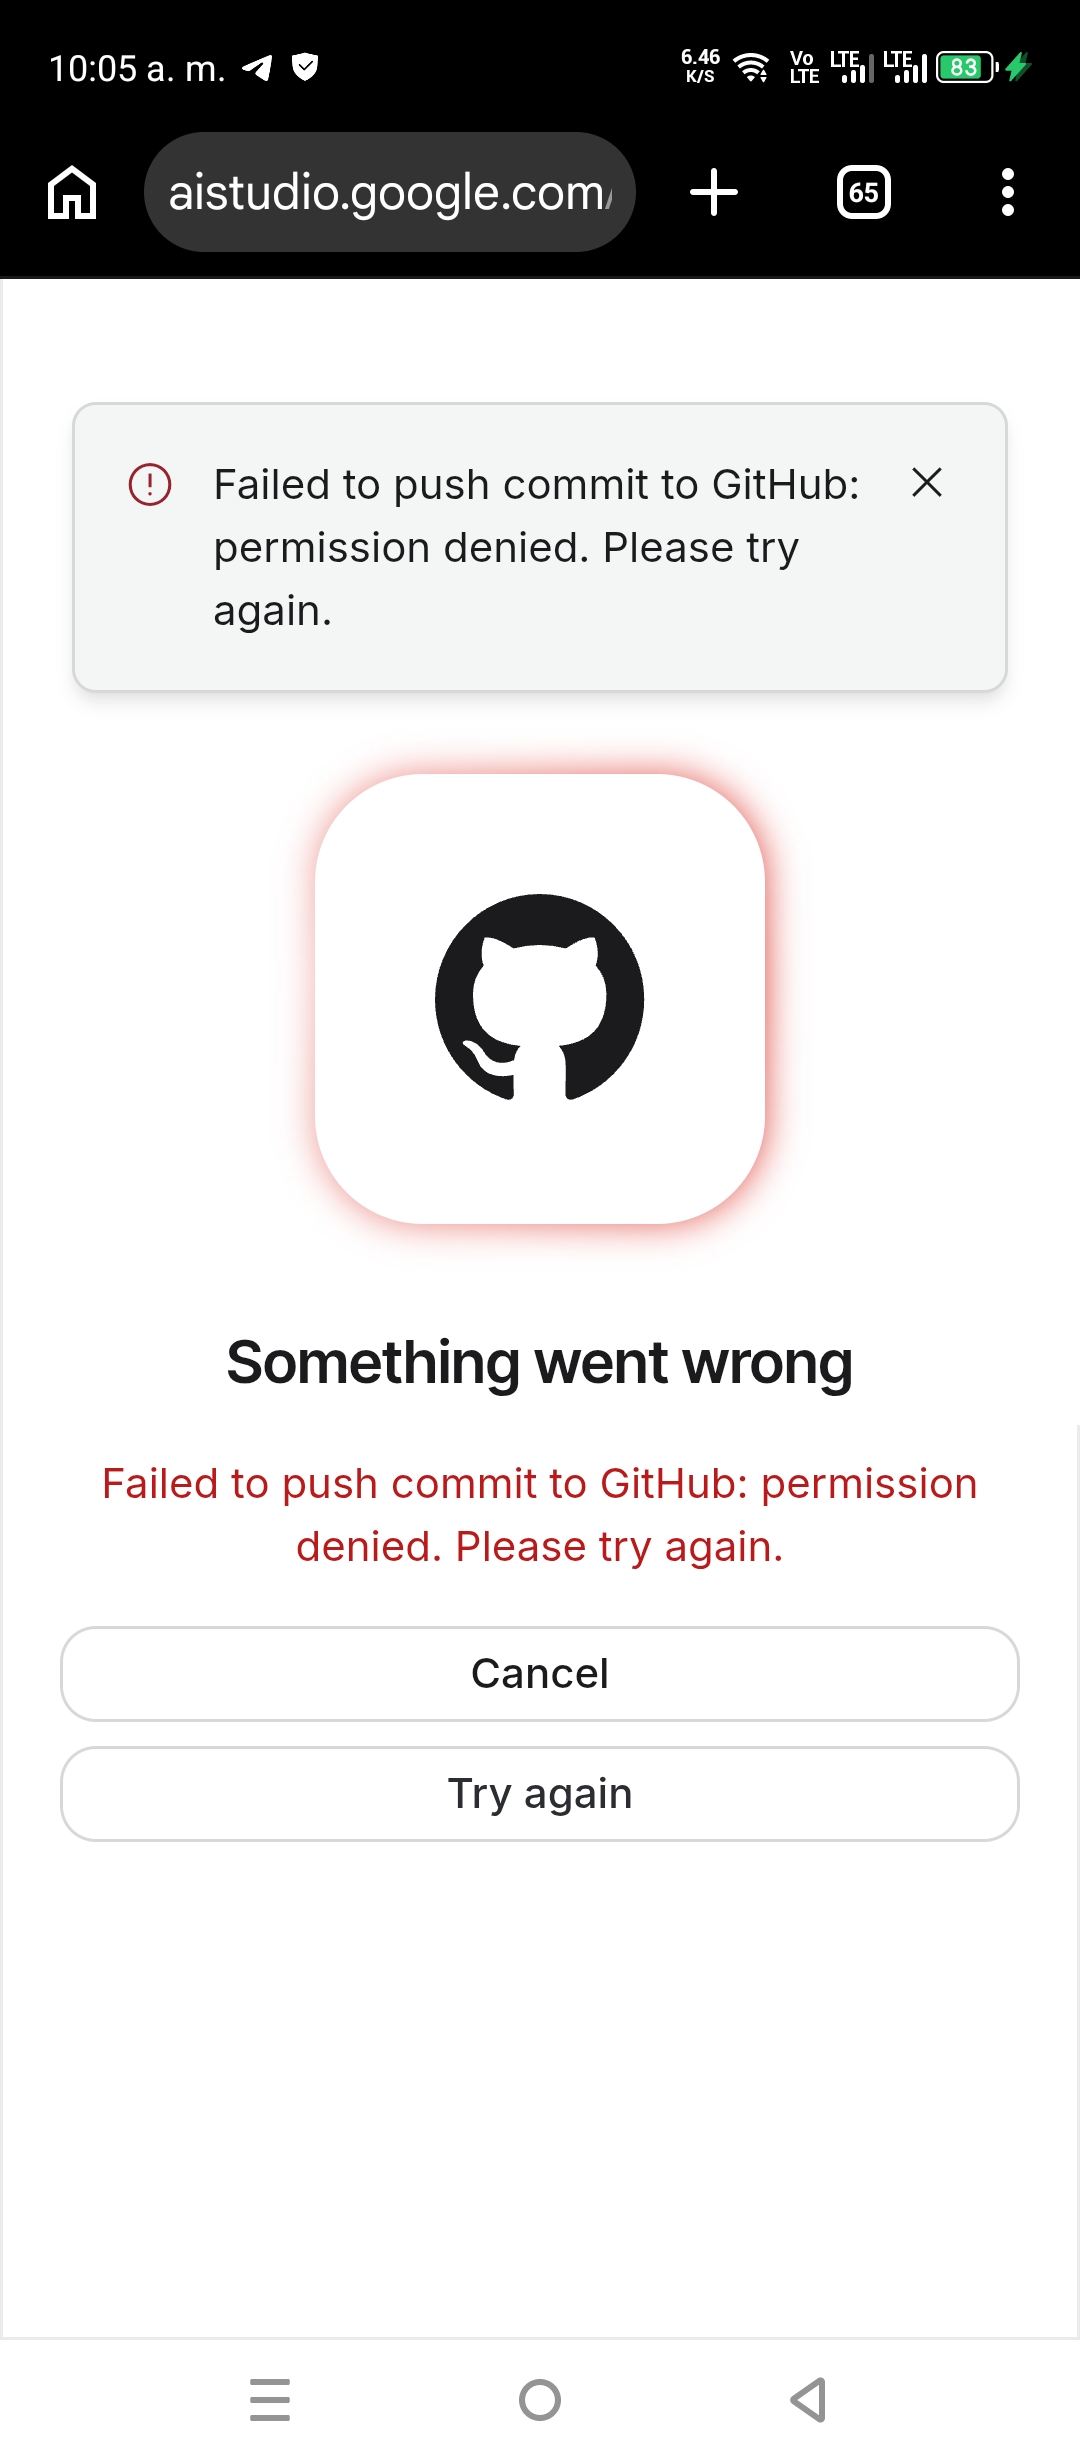 10:05 a. m.
6.46
K/S
Vo
LTE
LTE
LTE
83
aistudio.google.com/
65
Failed to push commit to GitHub:
permission denied. Please try
again.
Something went wrong
Failed to push commit to GitHub: permission
denied. Please try again.
Cancel
Try again